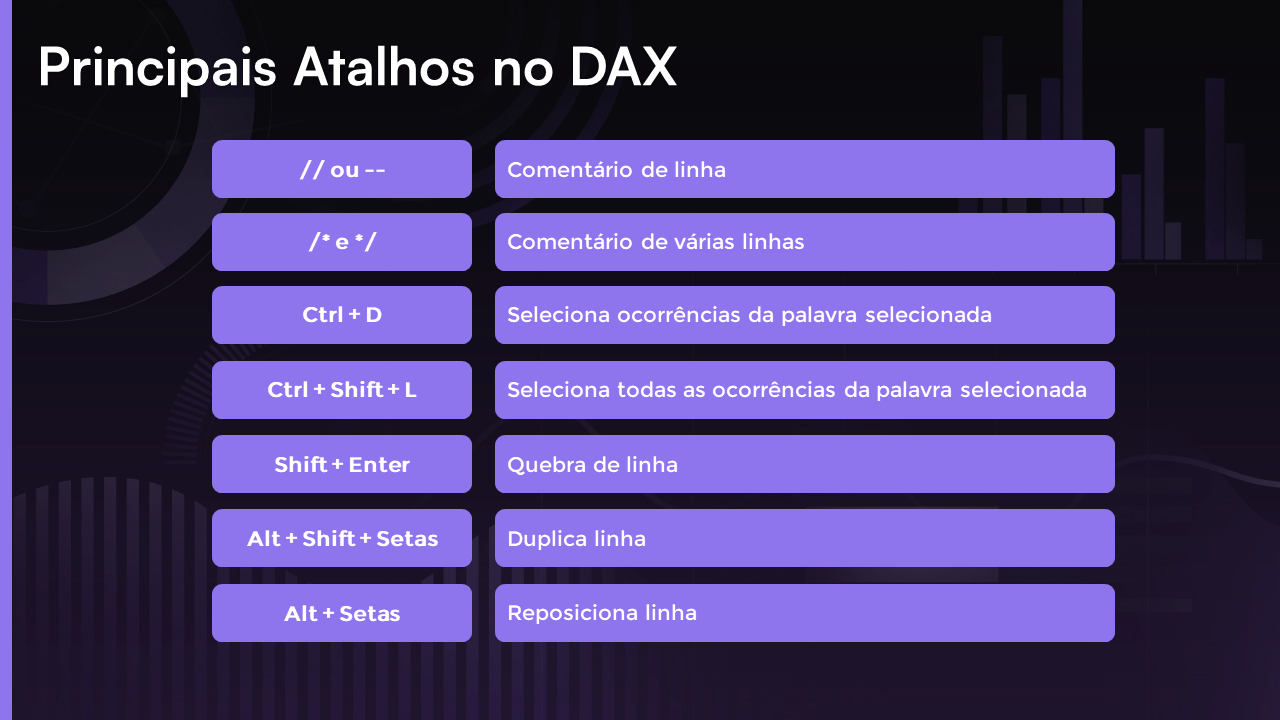 Principais Atalhos no DAX
// ou --
Comentário de linha
/* e */
Comentário de várias linhas
Ctrl + D
Seleciona ocorrências da palavra selecionada
Ctrl + Shift + L
Seleciona todas as ocorrências da palavra selecionada
Shift + Enter
Quebra de linha
Alt + Shift + Setas
Duplica linha
Alt + Setas
Reposiciona linha